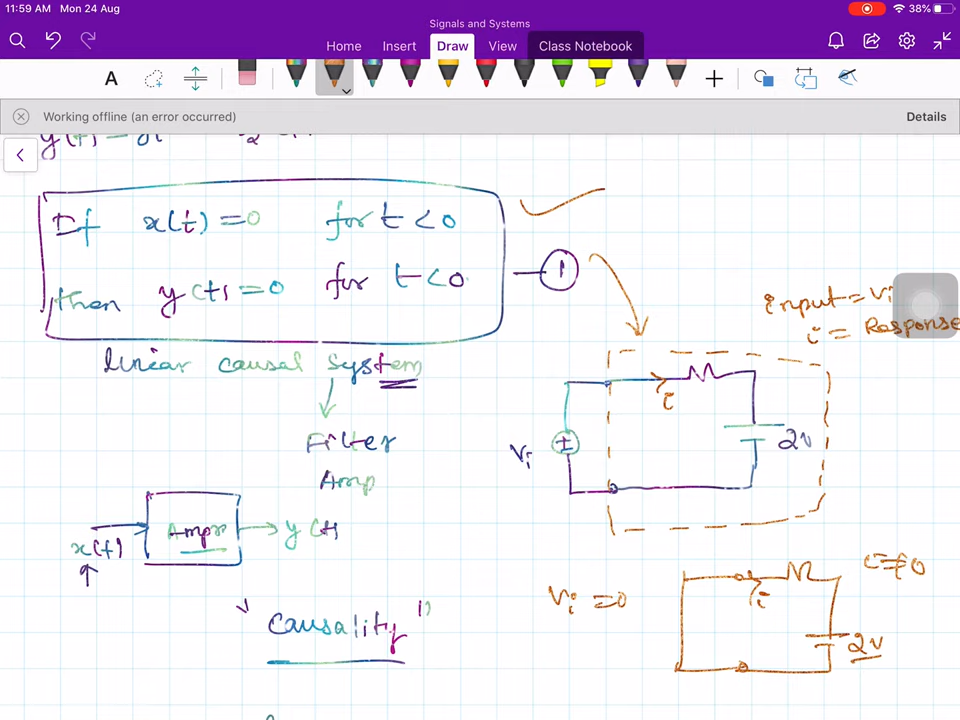 11:59 AM Mon 24 Aug
38%
Signals and Systems
Home Insert Draw View Class Notebook
A
Working offline (an error occurred)
Details
If x(t) = 0 for t < 0
then y(t) = 0 for t < 0
1
linear causal system
Filter
Amp
x(t)
Ampr
y(t)
"Causality"
Input = Vi
i = Response
i
Vi
2V
Vi = 0
i ≠ 0
i
2V